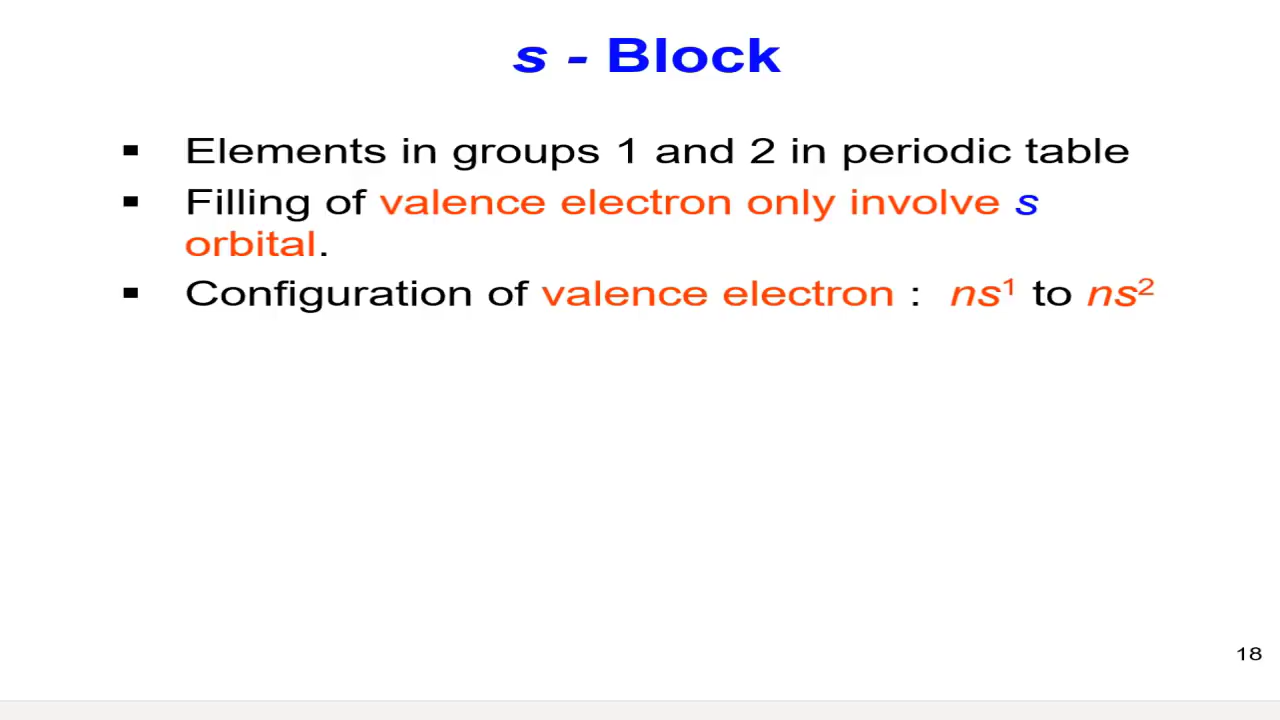 s - Block
▪ Elements in groups 1 and 2 in periodic table
▪ Filling of valence electron only involve s
orbital.
▪ Configuration of valence electron : ns¹ to ns²
18